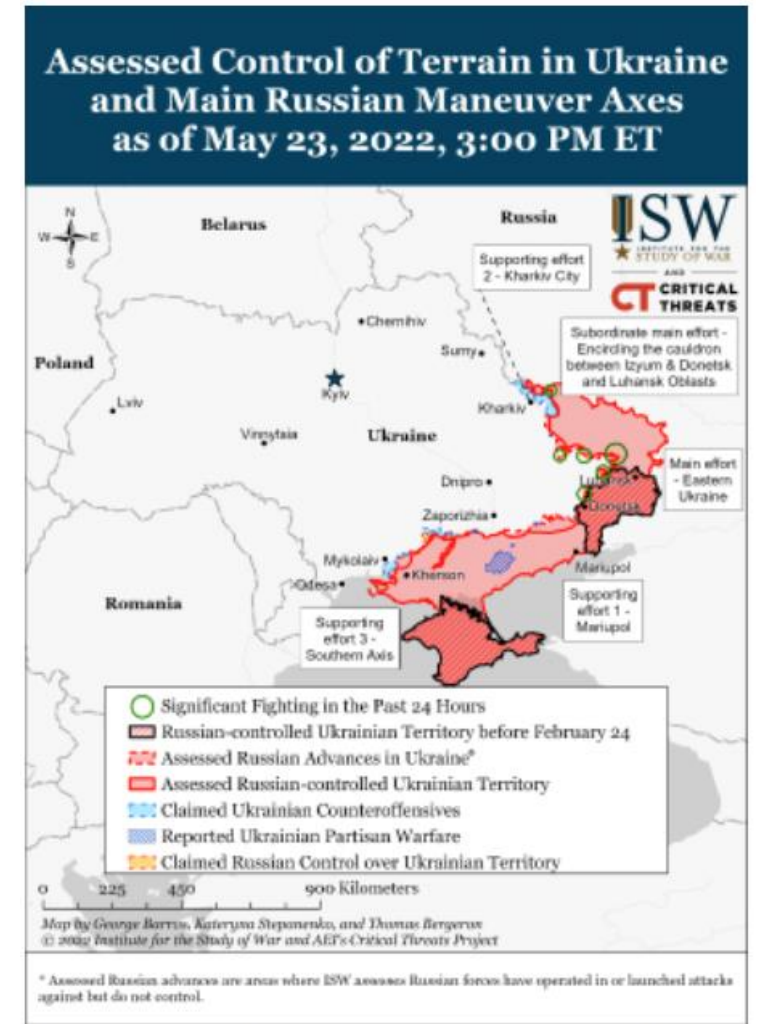 Assessed Control of Terrain in Ukraine
and Main Russian Maneuver Axes
as of May 23, 2022, 3:00 PM ET
N
W
E
S
Belarus
Russia
ISW
INSTITUTE FOR THE
STUDY OF WAR
AND
CT CRITICAL
THREATS
Supporting effort
2 - Kharkiv City
Chernihiv
Sumy
Subordinate main effort -
Encircling the cauldron
between Izyum & Donetsk
and Luhansk Oblasts
Poland
Kyiv
Lviv
Kharkiv
Vinnytsia
Ukraine
Main effort
- Eastern
Ukraine
Dnipro
Luhansk
Donetsk
Zaporizhia
Mykolaiv
Kherson
Mariupol
Odesa
Romania
Supporting
effort 1 -
Mariupol
Supporting
effort 3 -
Southern Axis
Significant Fighting in the Past 24 Hours
Russian-controlled Ukrainian Territory before February 24
Assessed Russian Advances in Ukraine*
Assessed Russian-controlled Ukrainian Territory
Claimed Ukrainian Counteroffensives
Reported Ukrainian Partisan Warfare
Claimed Russian Control over Ukrainian Territory
0 225 450 900 Kilometers
Map by George Barros, Kateryna Stepanenko, and Thomas Bergeron
© 2022 Institute for the Study of War and AEI's Critical Threats Project
* Assessed Russian advances are areas where ISW assesses Russian forces have operated in or launched attacks
against but do not control.